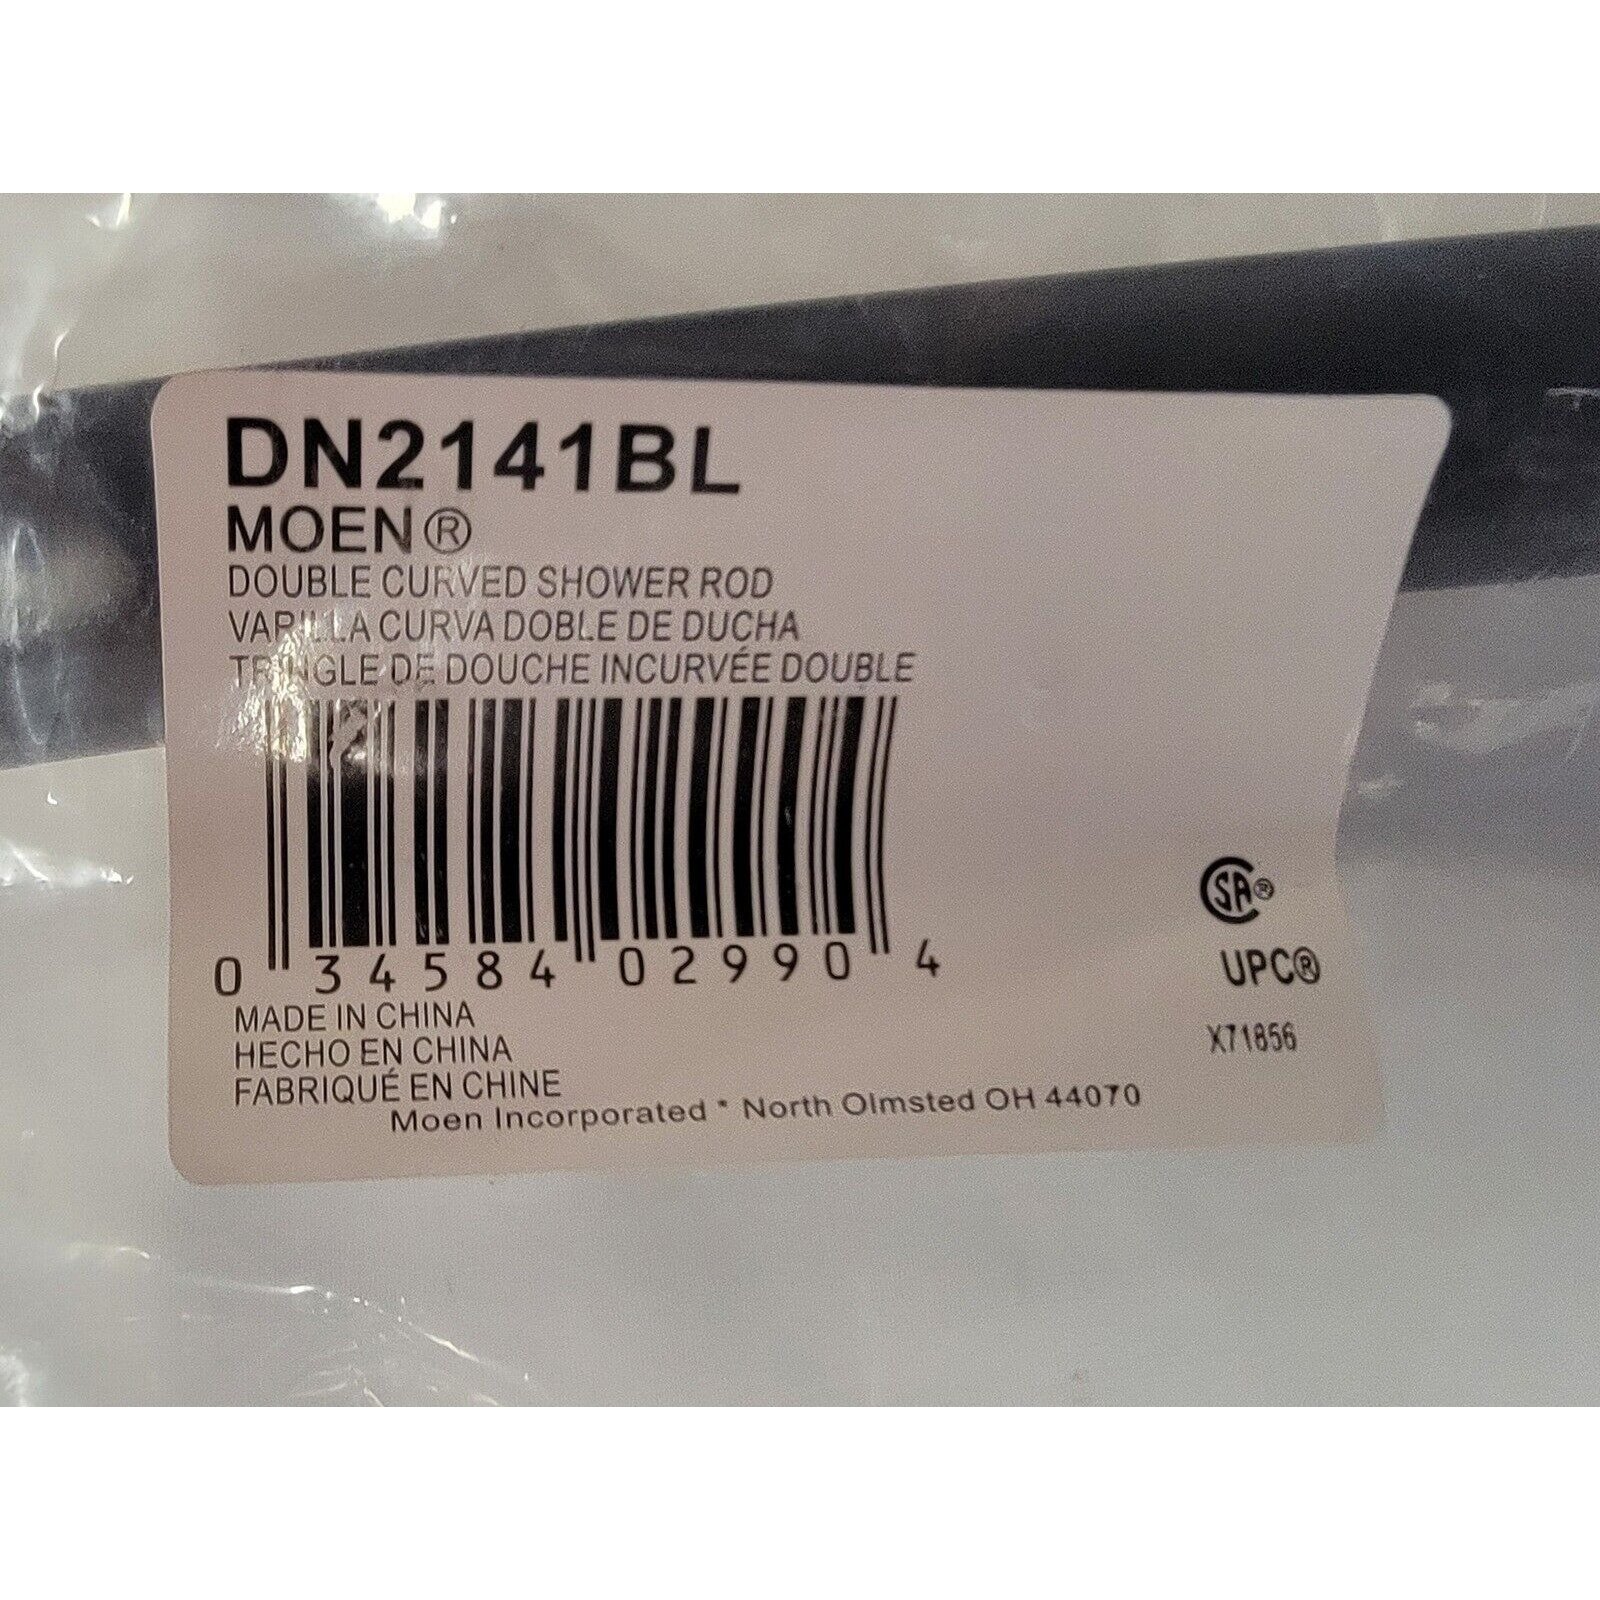 DN2141BL
MOEN®
DOUBLE CURVED SHOWER ROD
VARILLA CURVA DOBLE DE DUCHA
TRINGLE DE DOUCHE INCURVÉE DOUBLE
0 34584 02990 4
MADE IN CHINA
HECHO EN CHINA
FABRIQUÉ EN CHINE
Moen Incorporated * North Olmsted OH 44070
CSA®
UPC®
X71856